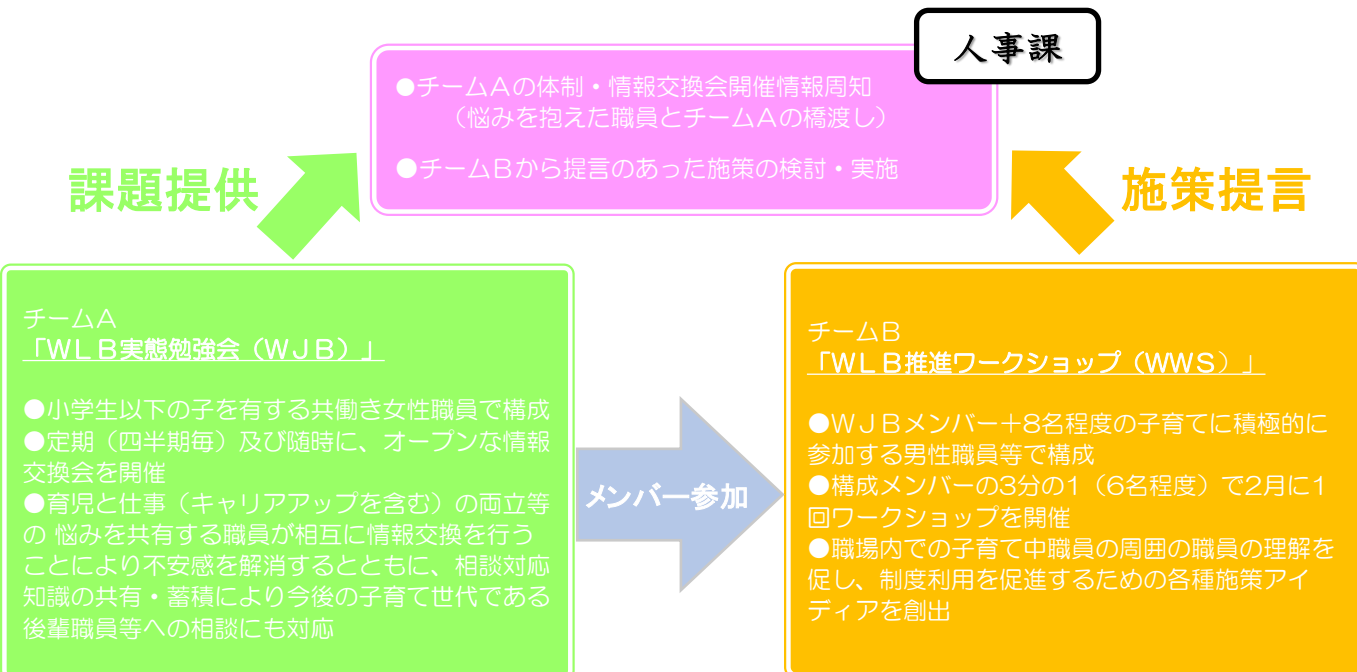 人事課
●チームAの体制・情報交換会開催情報周知
（悩みを抱えた職員とチームAの橋渡し）
●チームBから提言のあった施策の検討・実施
課題提供
施策提言
チームA
「WLB実態勉強会（WJB）」
●小学生以下の子を有する共働き女性職員で構成
●定期（四半期毎）及び随時に、オープンな情報
交換会を開催
●育児と仕事（キャリアアップを含む）の両立等
の 悩みを共有する職員が相互に情報交換を行う
ことにより不安感を解消するとともに、相談対応
知識の共有・蓄積により今後の子育て世代である
後輩職員等への相談にも対応
メンバー参加
チームB
「WLB推進ワークショップ（WWS）」
●WJBメンバー＋8名程度の子育てに積極的に
参加する男性職員等で構成
●構成メンバーの3分の1（6名程度）で2月に1
回ワークショップを開催
●職場内での子育て中職員の周囲の職員の理解を
促し、制度利用を促進するための各種施策アイ
ディアを創出